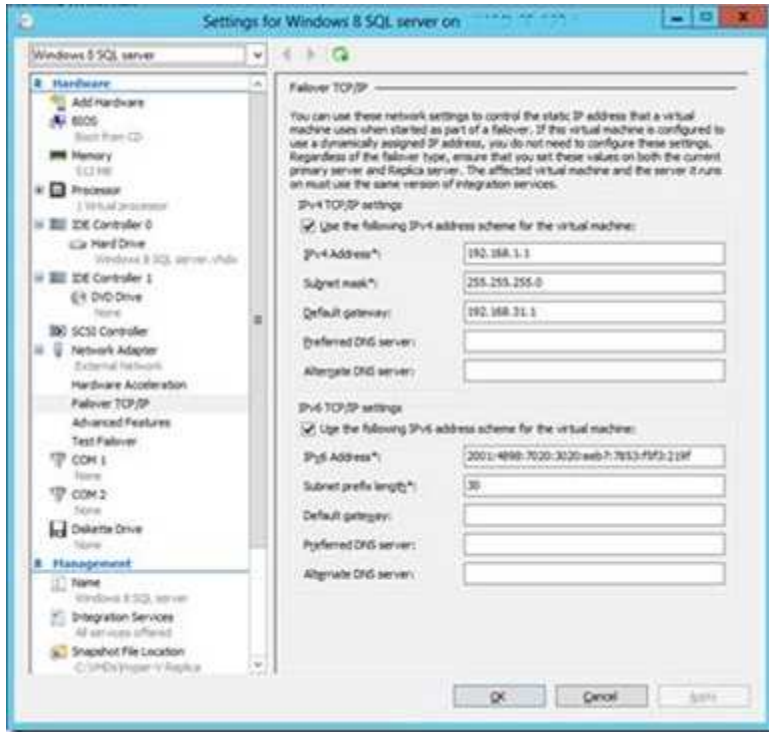 Settings for Windows 8 SQL server on
Windows 8 SQL server
Hardware
Add Hardware
BIOS
Boot from CD
Memory
512 MB
Processor
1 Virtual processor
IDE Controller 0
Hard Drive
Windows 8 SQL server.vhdx
IDE Controller 1
DVD Drive
None
SCSI Controller
Network Adapter
External Network
Hardware Acceleration
Failover TCP/IP
Advanced Features
Test Failover
COM 1
None
COM 2
None
Diskette Drive
None
Management
Name
Windows 8 SQL server
Integration Services
All services offered
Snapshot File Location
C:\VMDs\Hyper-V Replica
Failover TCP/IP
You can use these network settings to control the static IP address that a virtual
machine uses when started as part of a failover. If this virtual machine is configured to
use a dynamically assigned IP address, you do not need to configure these settings.
Regardless of the failover type, ensure that you set these values on both the current
primary server and Replica server. The affected virtual machine and the server it runs
on must use the same version of integration services.
IPv4 TCP/IP settings
Use the following IPv4 address scheme for the virtual machine:
IPv4 Address*:
192.168.1.1
Subnet mask*:
255.255.255.0
Default gateway:
192.168.31.1
Preferred DNS server:
Alternate DNS server:
IPv6 TCP/IP settings
Use the following IPv6 address scheme for the virtual machine:
IPv6 Address*:
Subnet prefix length*:
30
Default gateway:
Preferred DNS server:
Alternate DNS server:
OK
Cancel
Apply